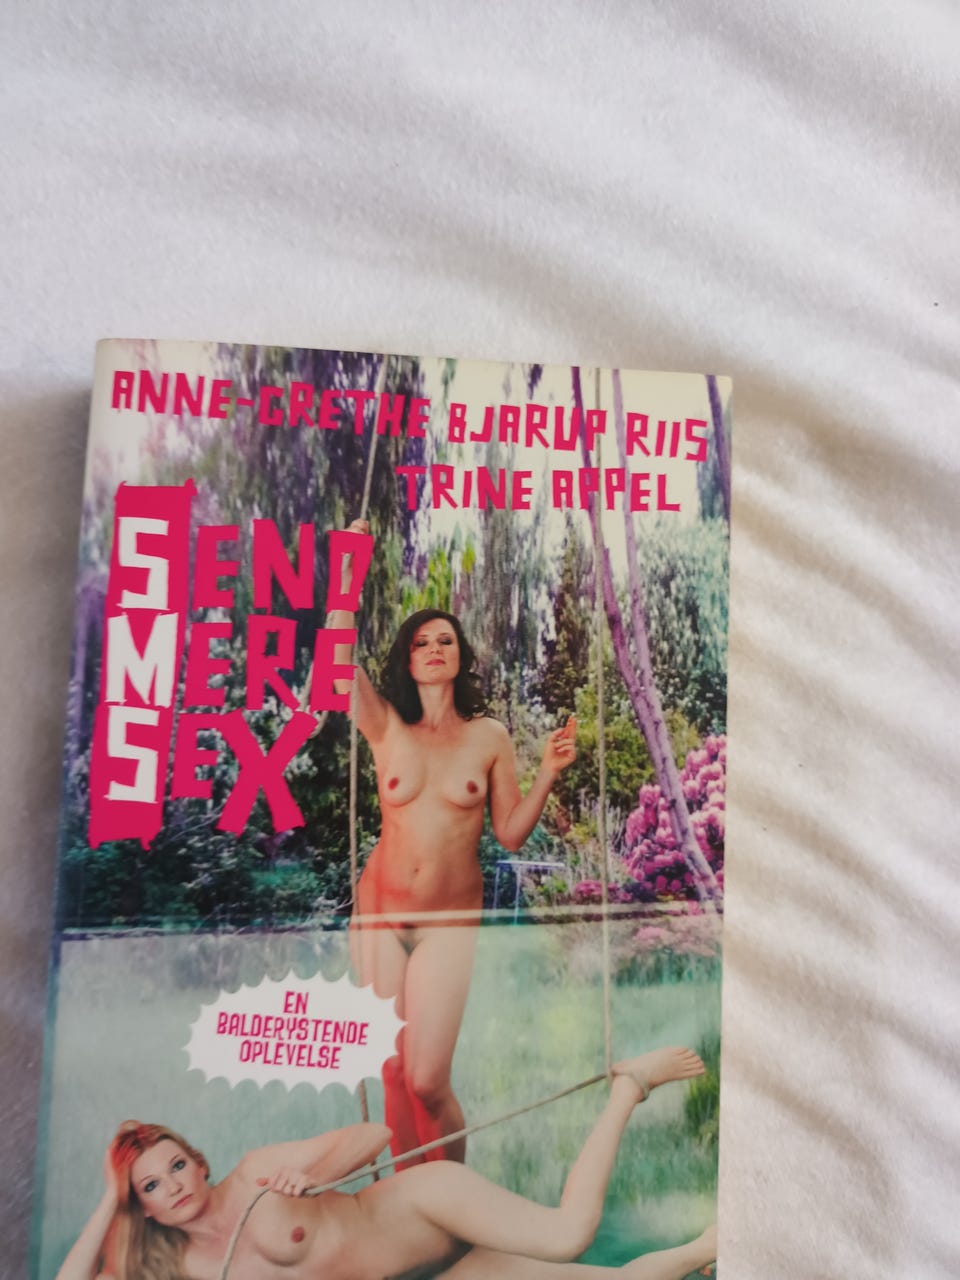 ANNE-GRETHE BJARUP RIIS
TRINE APPEL
SEND
MERE
SEX
EN
BALDERYSTENDE
OPLEVELSE